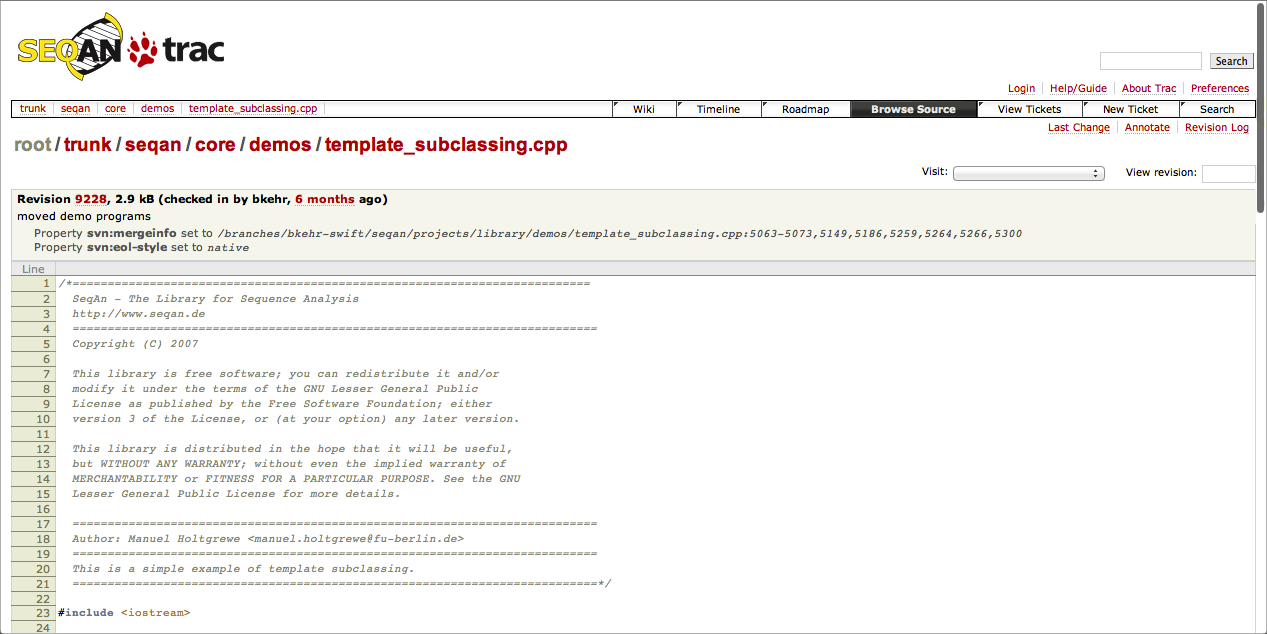 SEQAN trac
Search
Login Help/Guide About Trac Preferences
trunk seqan core demos template_subclassing.cpp Wiki Timeline Roadmap Browse Source View Tickets New Ticket Search
Last Change Annotate Revision Log
root/trunk/seqan/core/demos/template_subclassing.cpp
Visit: View revision:
Revision 9228, 2.9 kB (checked in by bkehr, 6 months ago)
moved demo programs
Property svn:mergeinfo set to /branches/bkehr-swift/seqan/projects/library/demos/template_subclassing.cpp:5063-5073,5149,5186,5259,5264,5266,5300
Property svn:eol-style set to native
Line
1 /*==========================================================================
2 SeqAn - The Library for Sequence Analysis
3 http://www.seqan.de
4 ===========================================================================
5 Copyright (C) 2007
6
7 This library is free software; you can redistribute it and/or
8 modify it under the terms of the GNU Lesser General Public
9 License as published by the Free Software Foundation; either
10 version 3 of the License, or (at your option) any later version.
11
12 This library is distributed in the hope that it will be useful,
13 but WITHOUT ANY WARRANTY; without even the implied warranty of
14 MERCHANTABILITY or FITNESS FOR A PARTICULAR PURPOSE. See the GNU
15 Lesser General Public License for more details.
16
17 ===========================================================================
18 Author: Manuel Holtgrewe <manuel.holtgrewe@fu-berlin.de>
19 ===========================================================================
20 This is a simple example of template subclassing.
21 ===========================================================================*/
22
23 #include <iostream>
24